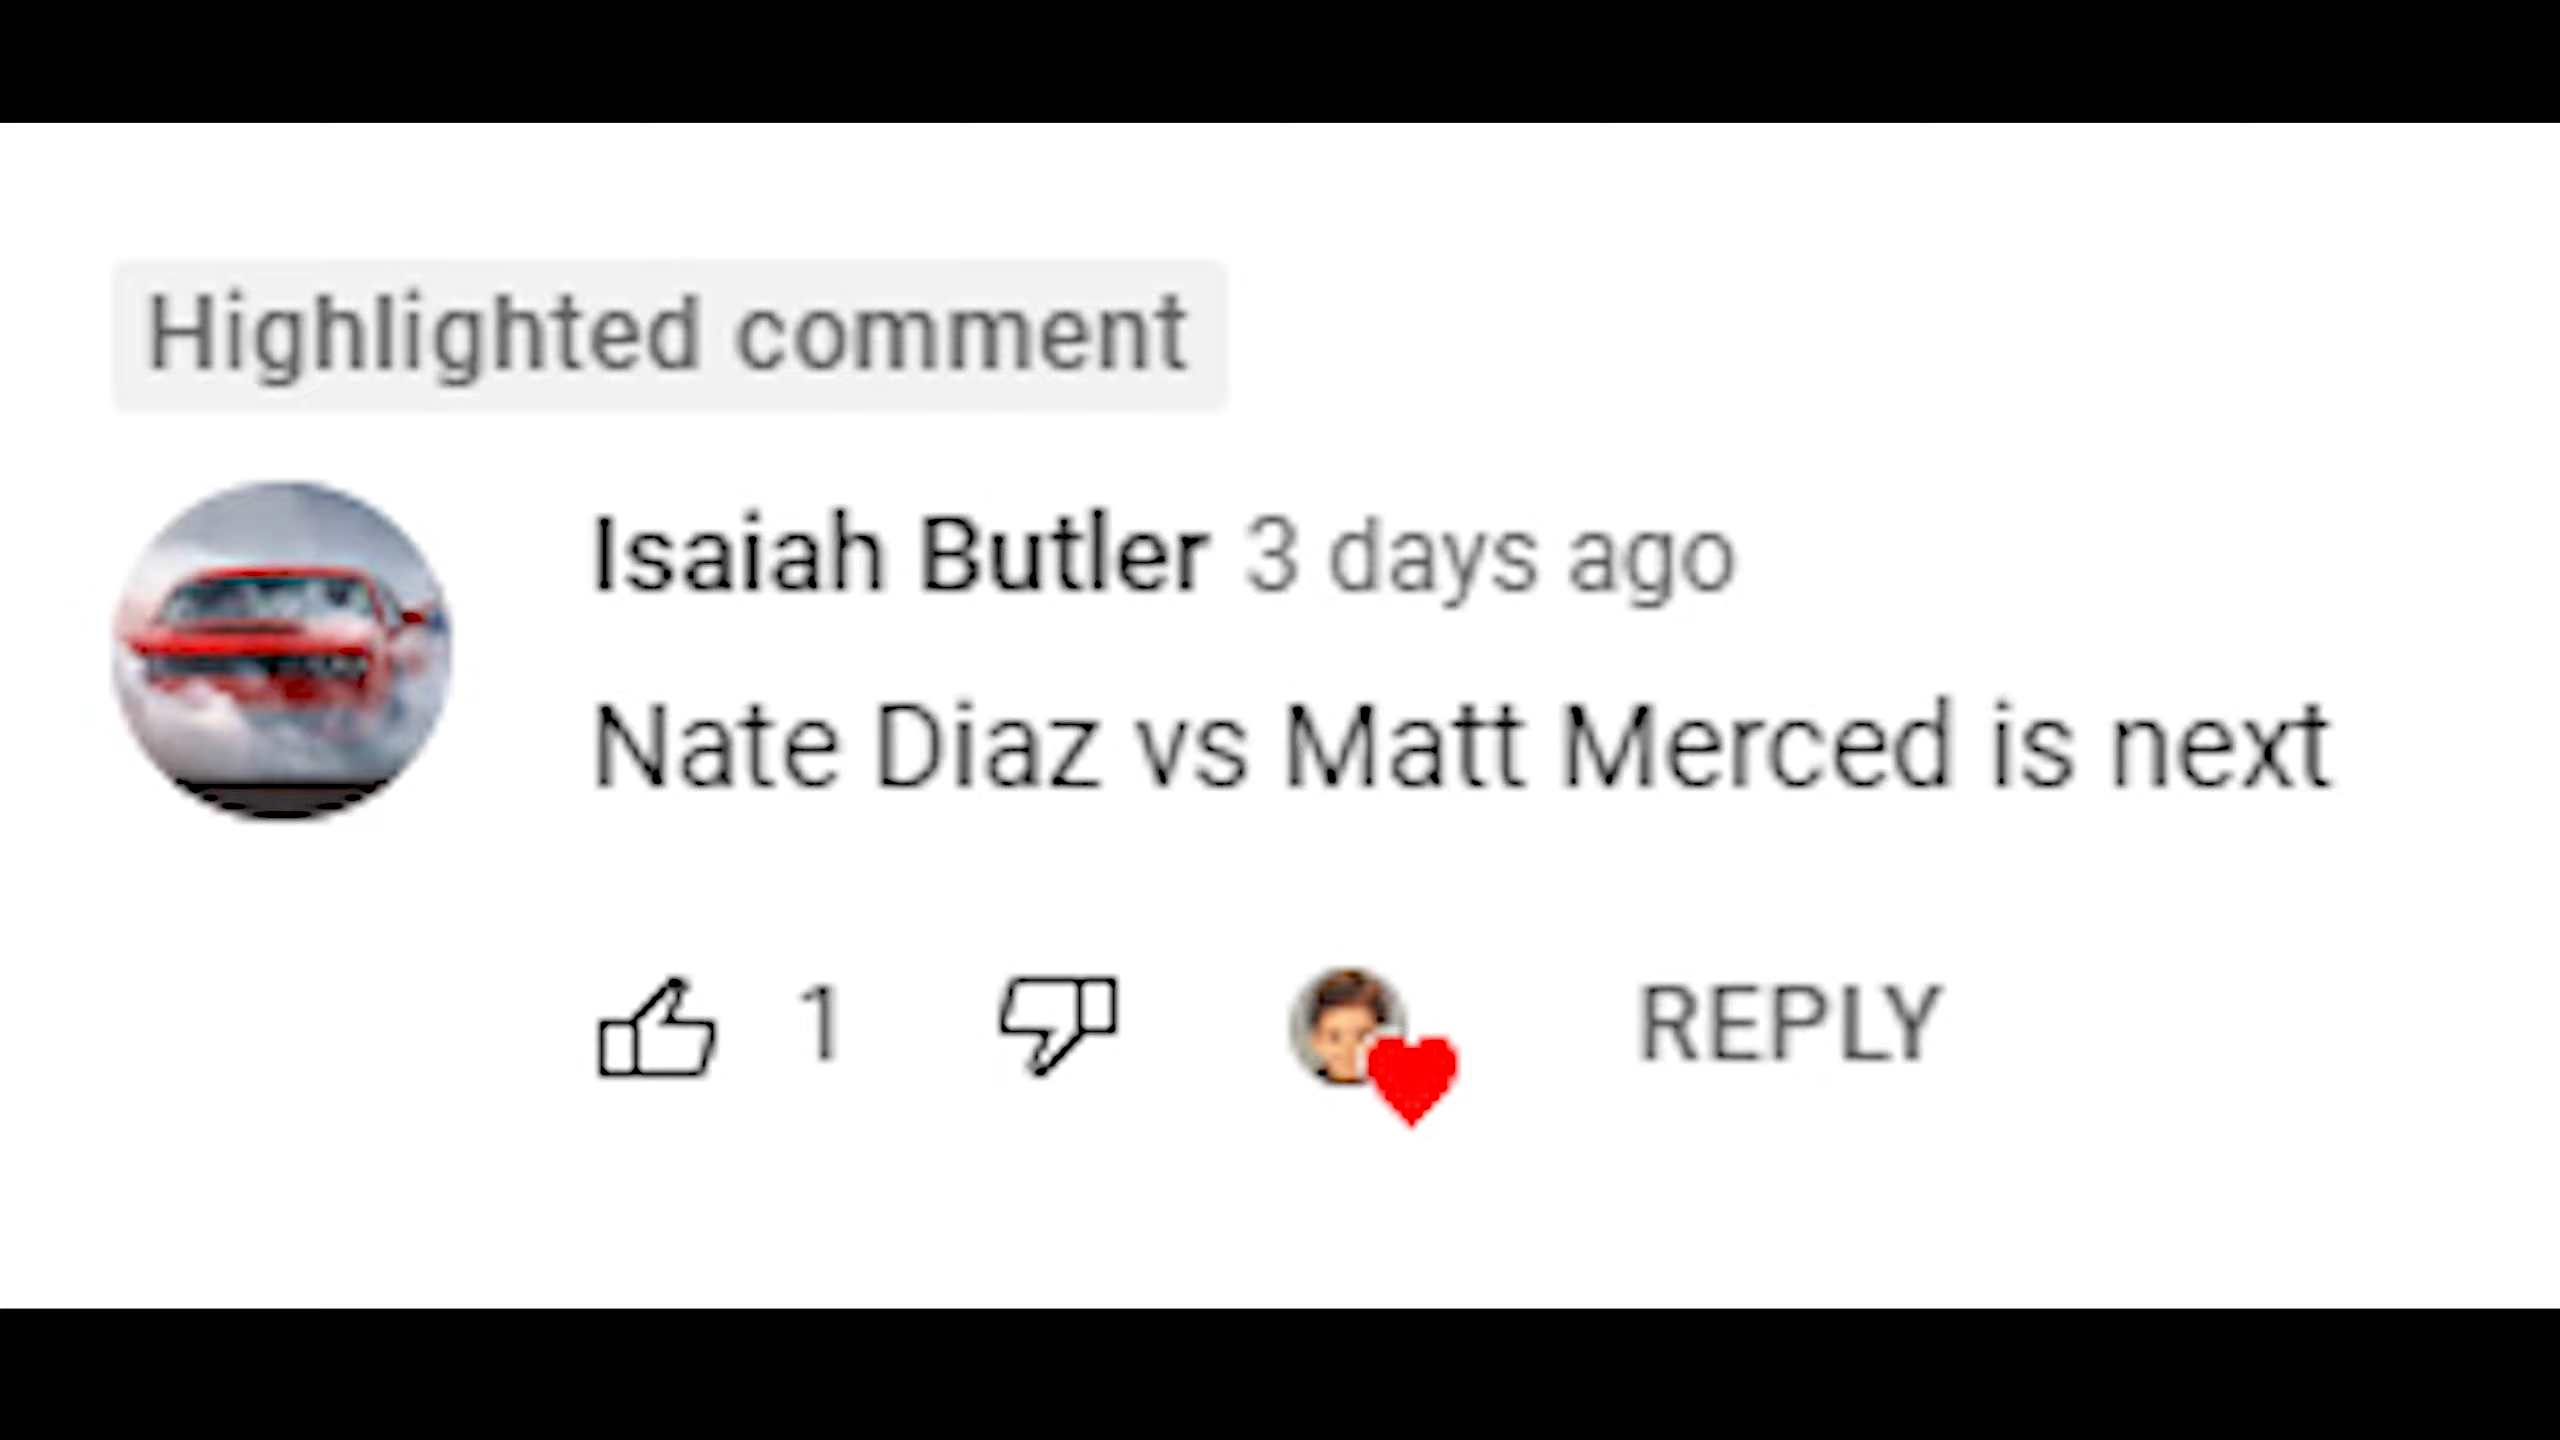 Highlighted comment
Isaiah Butler 3 days ago
Nate Diaz vs Matt Merced is next
1 REPLY